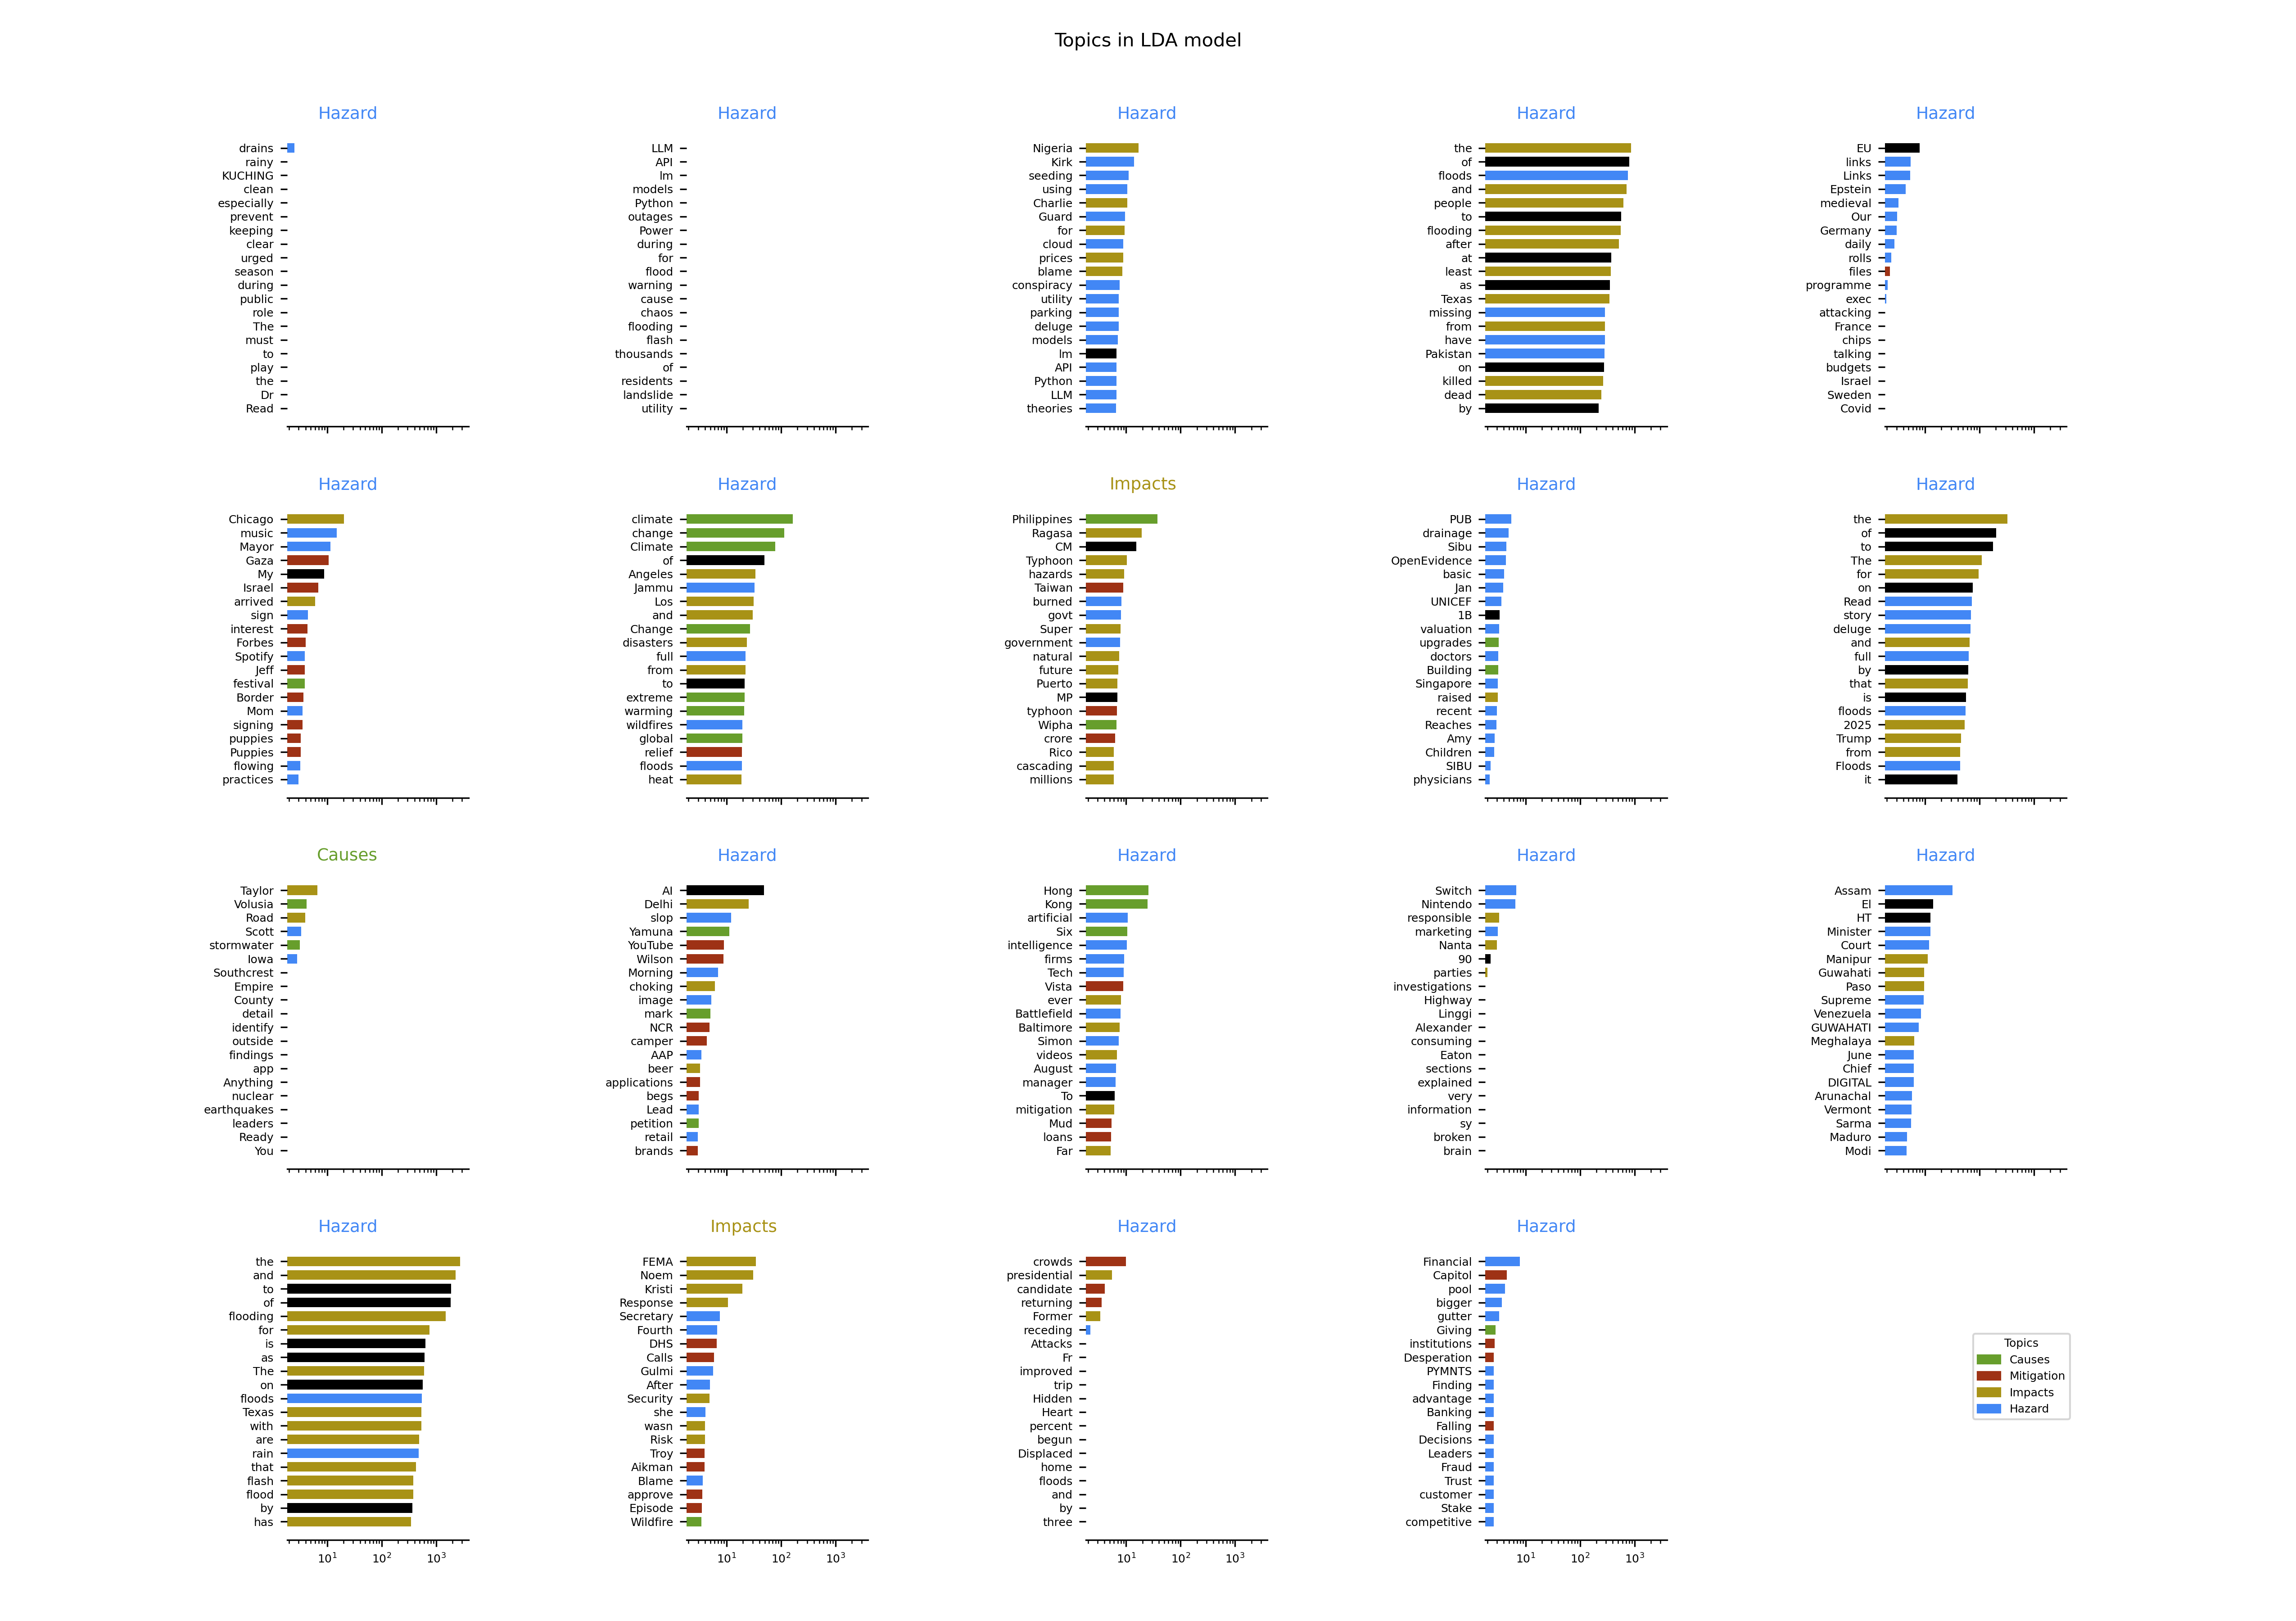 Topics in LDA model
Hazard
drains
rainy
KUCHING
clean
especially
prevent
keeping
clear
urged
season
during
public
role
The
must
to
play
the
Dr
Read
Hazard
LLM
API
lm
models
Python
outages
Power
during
for
flood
warning
cause
chaos
flooding
flash
thousands
of
residents
landslide
utility
Hazard
Nigeria
Kirk
seeding
using
Charlie
Guard
for
cloud
prices
blame
conspiracy
utility
parking
deluge
models
lm
API
Python
LLM
theories
Hazard
the
of
floods
and
people
to
flooding
after
at
least
as
Texas
missing
from
have
Pakistan
on
killed
dead
by
Hazard
EU
links
Links
Epstein
medieval
Our
Germany
daily
rolls
files
programme
exec
attacking
France
chips
talking
budgets
Israel
Sweden
Covid
Hazard
Chicago
music
Mayor
Gaza
My
Israel
arrived
sign
interest
Forbes
Spotify
Jeff
festival
Border
Mom
signing
puppies
Puppies
flowing
practices
Hazard
climate
change
Climate
of
Angeles
Jammu
Los
and
Change
disasters
full
from
to
extreme
warming
wildfires
global
relief
floods
heat
Impacts
Philippines
Ragasa
CM
Typhoon
hazards
Taiwan
burned
govt
Super
government
natural
future
Puerto
MP
typhoon
Wipha
crore
Rico
cascading
millions
Hazard
PUB
drainage
Sibu
OpenEvidence
basic
Jan
UNICEF
1B
valuation
upgrades
doctors
Building
Singapore
raised
recent
Reaches
Amy
Children
SIBU
physicians
Hazard
the
of
to
The
for
on
Read
story
deluge
and
full
by
that
is
floods
2025
Trump
from
Floods
it
Causes
Taylor
Volusia
Road
Scott
stormwater
Iowa
Southcrest
Empire
County
detail
identify
outside
findings
app
Anything
nuclear
earthquakes
leaders
Ready
You
Hazard
AI
Delhi
slop
Yamuna
YouTube
Wilson
Morning
choking
image
mark
NCR
camper
AAP
beer
applications
begs
Lead
petition
retail
brands
Hazard
Hong
Kong
artificial
Six
intelligence
firms
Tech
Vista
ever
Battlefield
Baltimore
Simon
videos
August
manager
To
mitigation
Mud
loans
Far
Hazard
Switch
Nintendo
responsible
marketing
Nanta
90
parties
investigations
Highway
Linggi
Alexander
consuming
Eaton
sections
explained
very
information
sy
broken
brain
Hazard
Assam
El
HT
Minister
Court
Manipur
Guwahati
Paso
Supreme
Venezuela
GUWAHATI
Meghalaya
June
Chief
DIGITAL
Arunachal
Vermont
Sarma
Maduro
Modi
Hazard
the
and
to
of
flooding
for
is
as
The
on
floods
Texas
with
are
rain
that
flash
flood
by
has
10¹ 10² 10³
Impacts
FEMA
Noem
Kristi
Response
Secretary
Fourth
DHS
Calls
Gulmi
After
Security
she
wasn
Risk
Troy
Aikman
Blame
approve
Episode
Wildfire
10¹ 10² 10³
Hazard
crowds
presidential
candidate
returning
Former
receding
Attacks
Fr
improved
trip
Hidden
Heart
percent
begun
Displaced
home
floods
and
by
three
10¹ 10² 10³
Hazard
Financial
Capitol
pool
bigger
gutter
Giving
institutions
Desperation
PYMNTS
Finding
advantage
Banking
Falling
Decisions
Leaders
Fraud
Trust
customer
Stake
competitive
10¹ 10² 10³
Topics
Causes
Mitigation
Impacts
Hazard